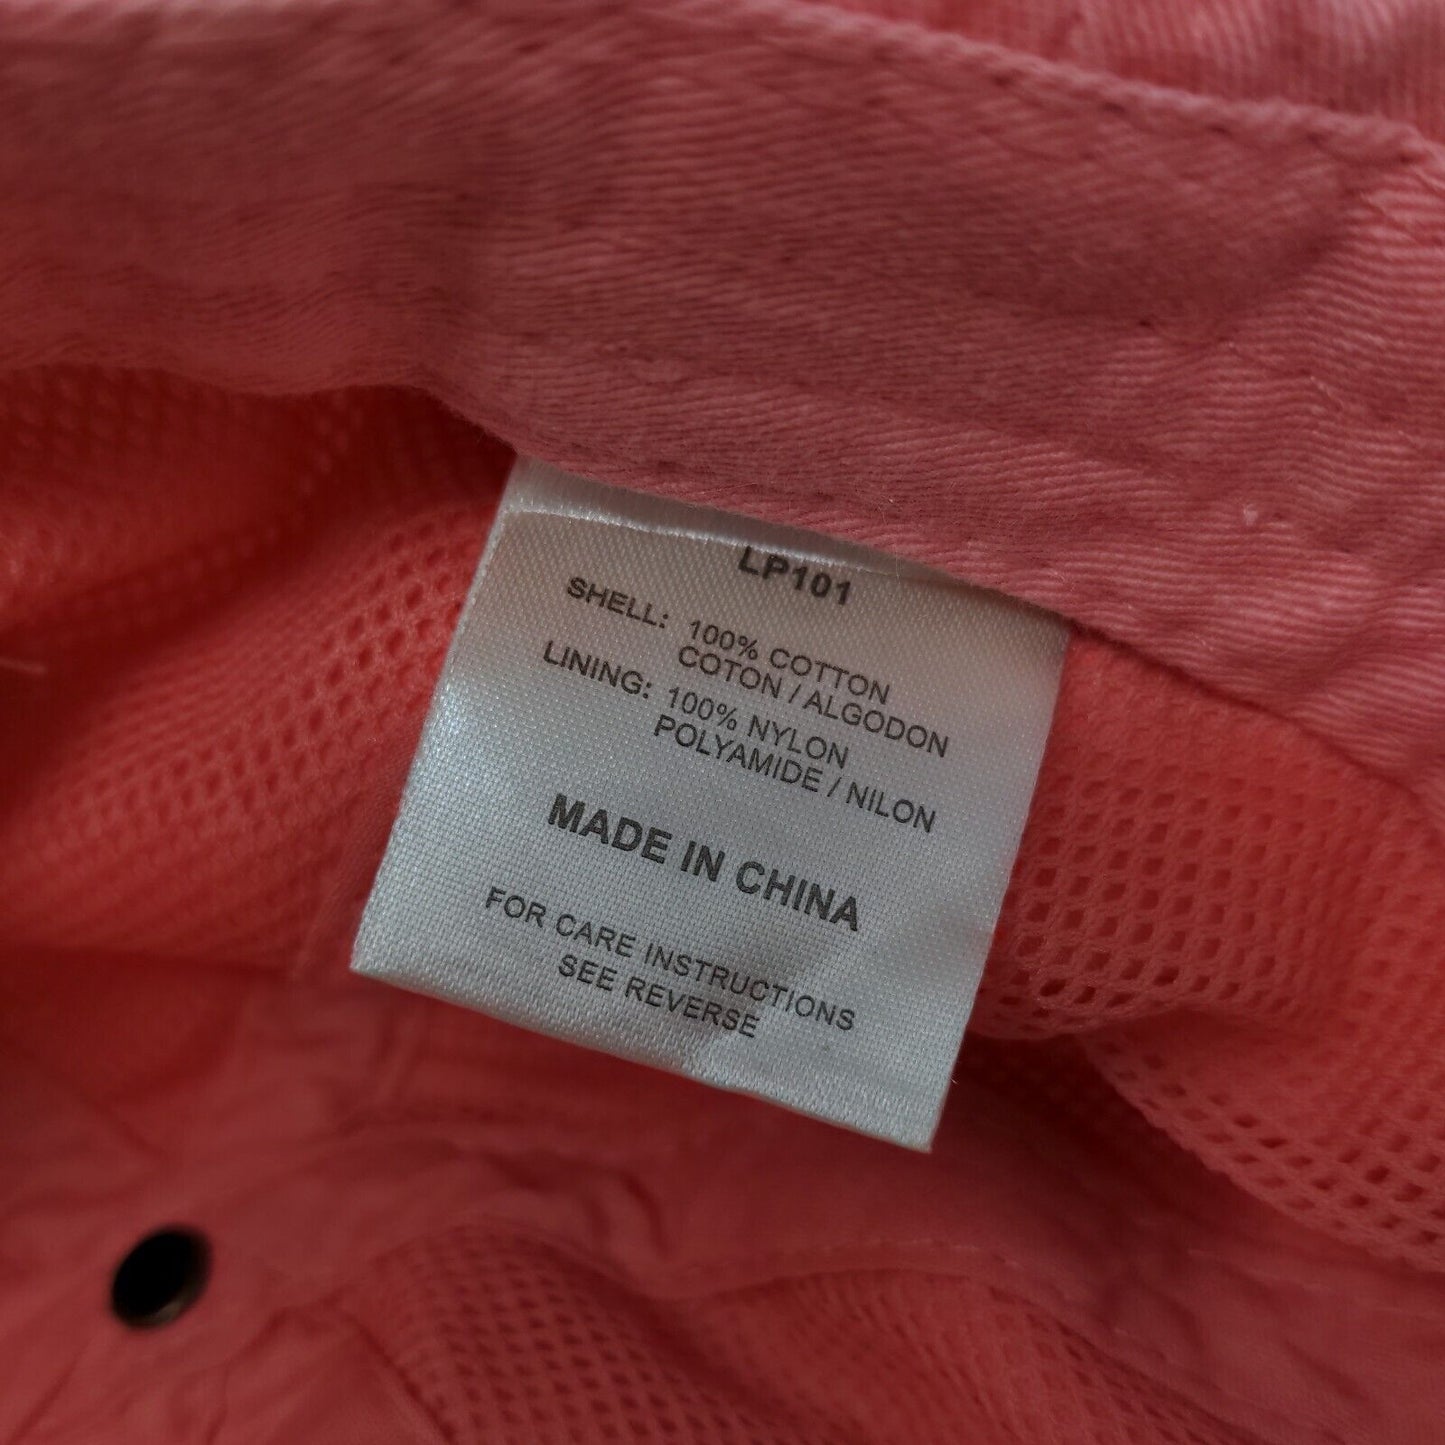 LP101
SHELL: 100% COTTON
COTON / ALGODON
LINING: 100% NYLON
POLYAMIDE / NILON
MADE IN CHINA
FOR CARE INSTRUCTIONS
SEE REVERSE